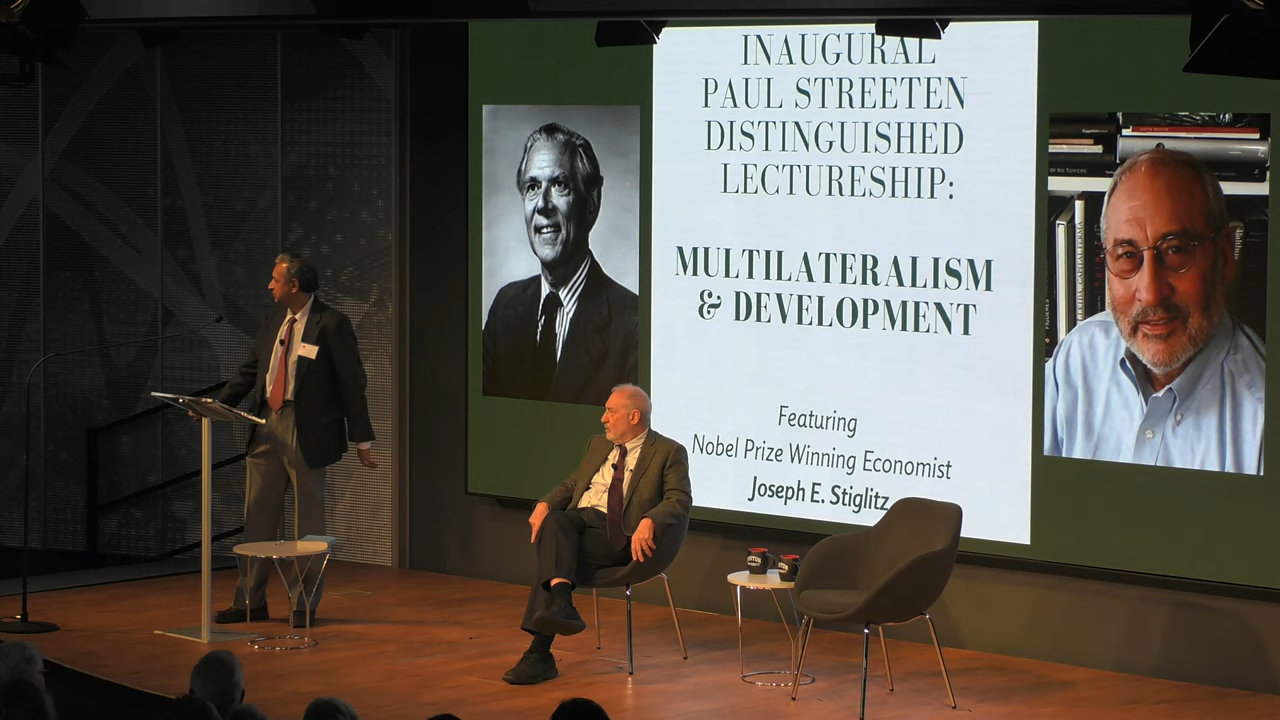 INAUGURAL
PAUL STREETEN
DISTINGUISHED
LECTURESHIP:
MULTILATERALISM
& DEVELOPMENT
Featuring
Nobel Prize Winning Economist
Joseph E. Stiglitz